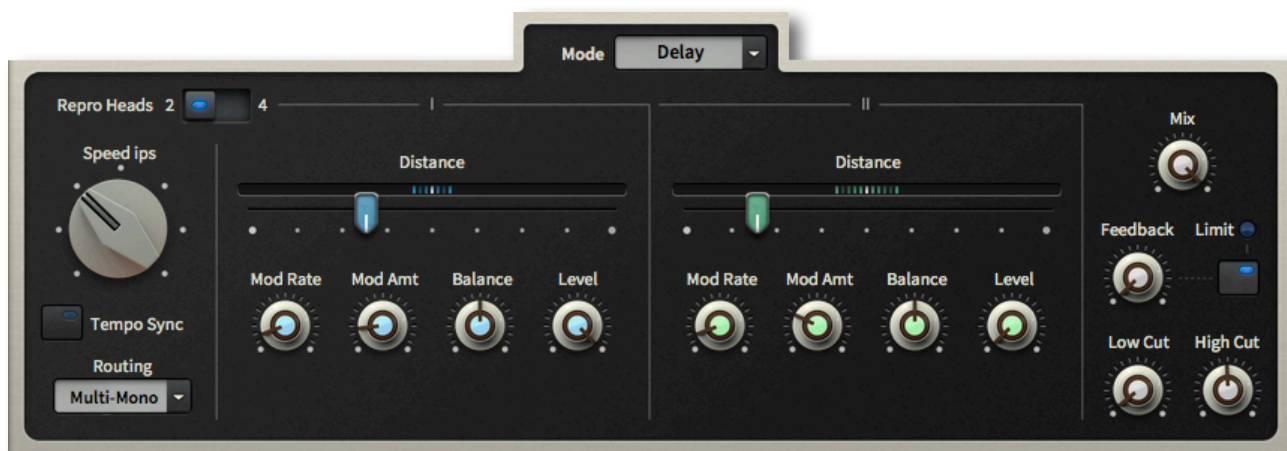 Mode Delay
Repro Heads 2 4 I II
Speed ips
Distance Distance
Mix
Feedback Limit
Mod Rate Mod Amt Balance Level Mod Rate Mod Amt Balance Level
Tempo Sync
Low Cut High Cut
Routing
Multi-Mono